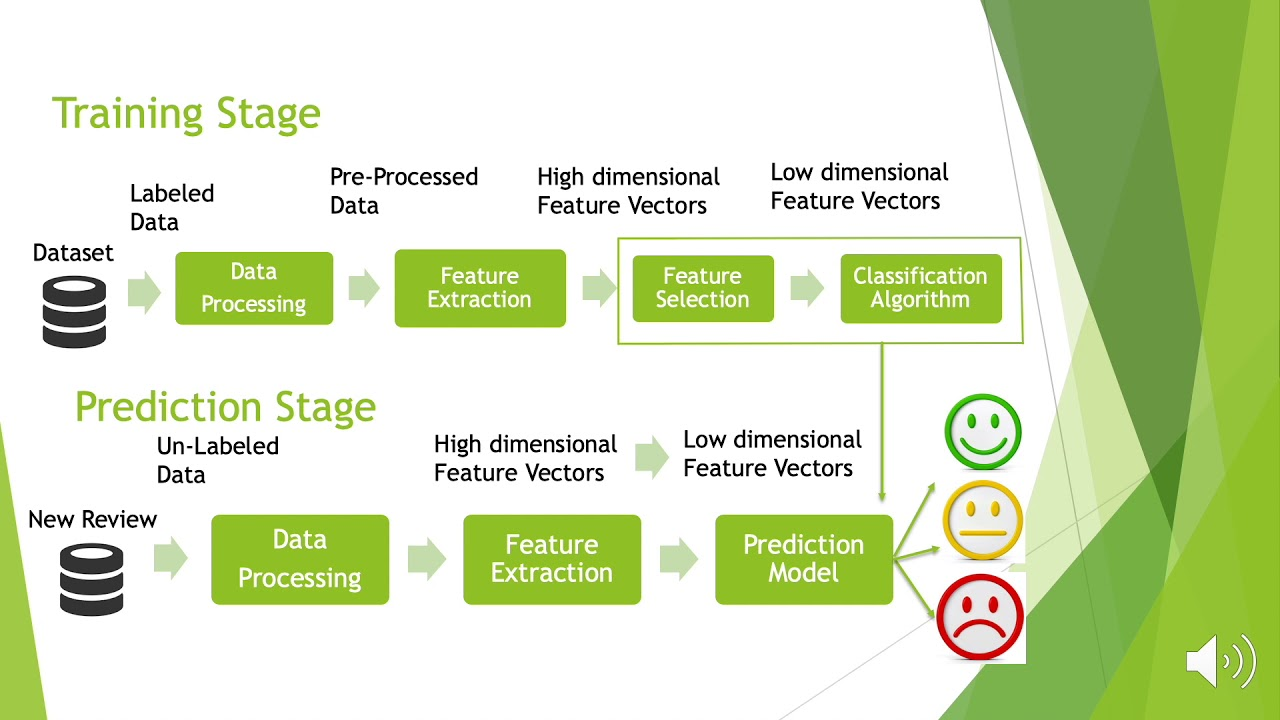 Training Stage
Labeled
Data
Pre-Processed
Data
High dimensional
Feature Vectors
Low dimensional
Feature Vectors
Dataset
Data
Processing
Feature
Extraction
Feature
Selection
Classification
Algorithm
Prediction Stage
Un-Labeled
Data
High dimensional
Feature Vectors
Low dimensional
Feature Vectors
New Review
Data
Processing
Feature
Extraction
Prediction
Model